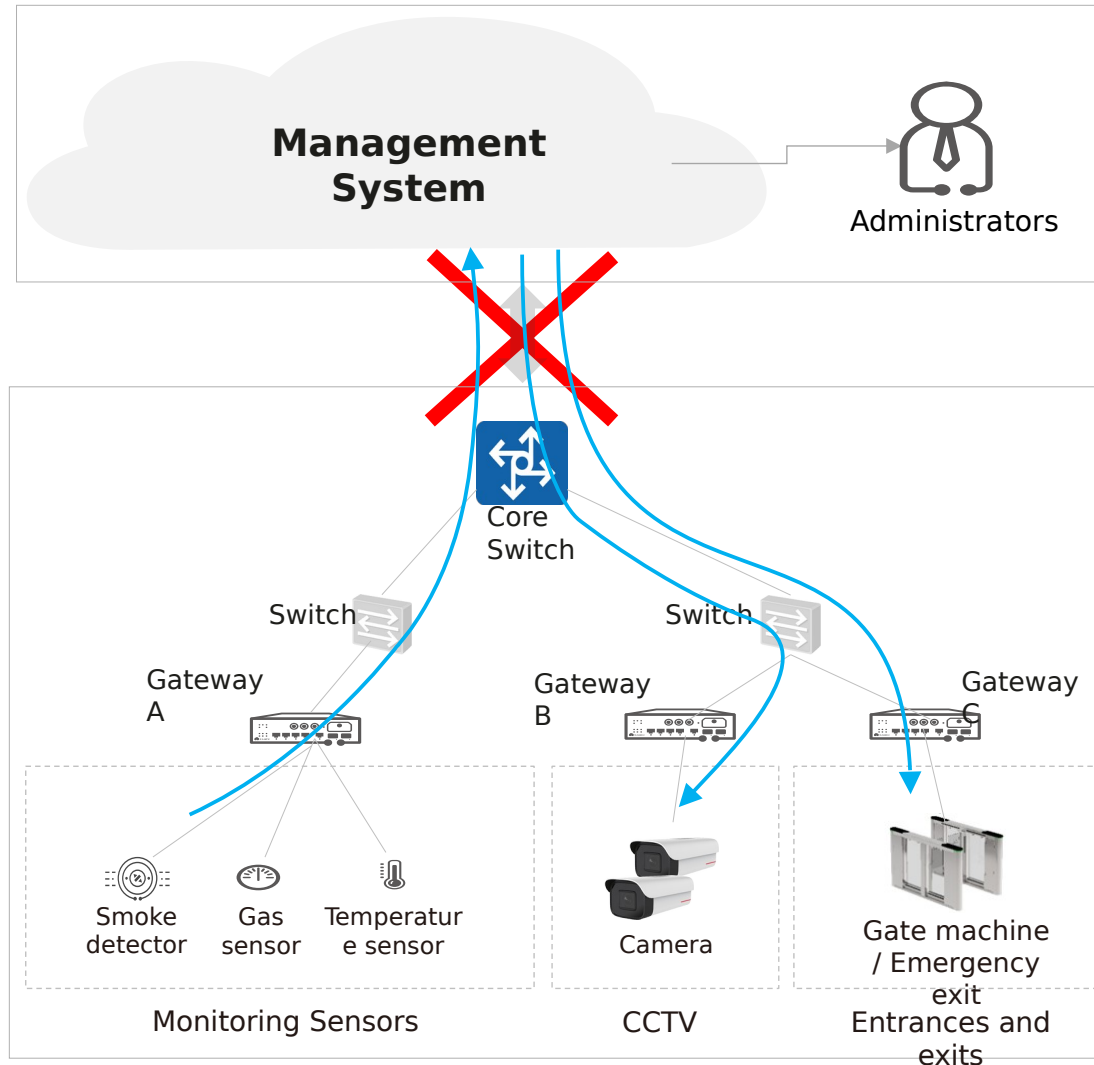 Management
System
Administrators
Core
Switch
Switch
Switch
Gateway
A
Gateway
B
Gateway
C
Smoke
detector
Gas
sensor
Temperatur
e sensor
Camera
Gate machine
/ Emergency
exit
Monitoring Sensors
CCTV
Entrances and
exits